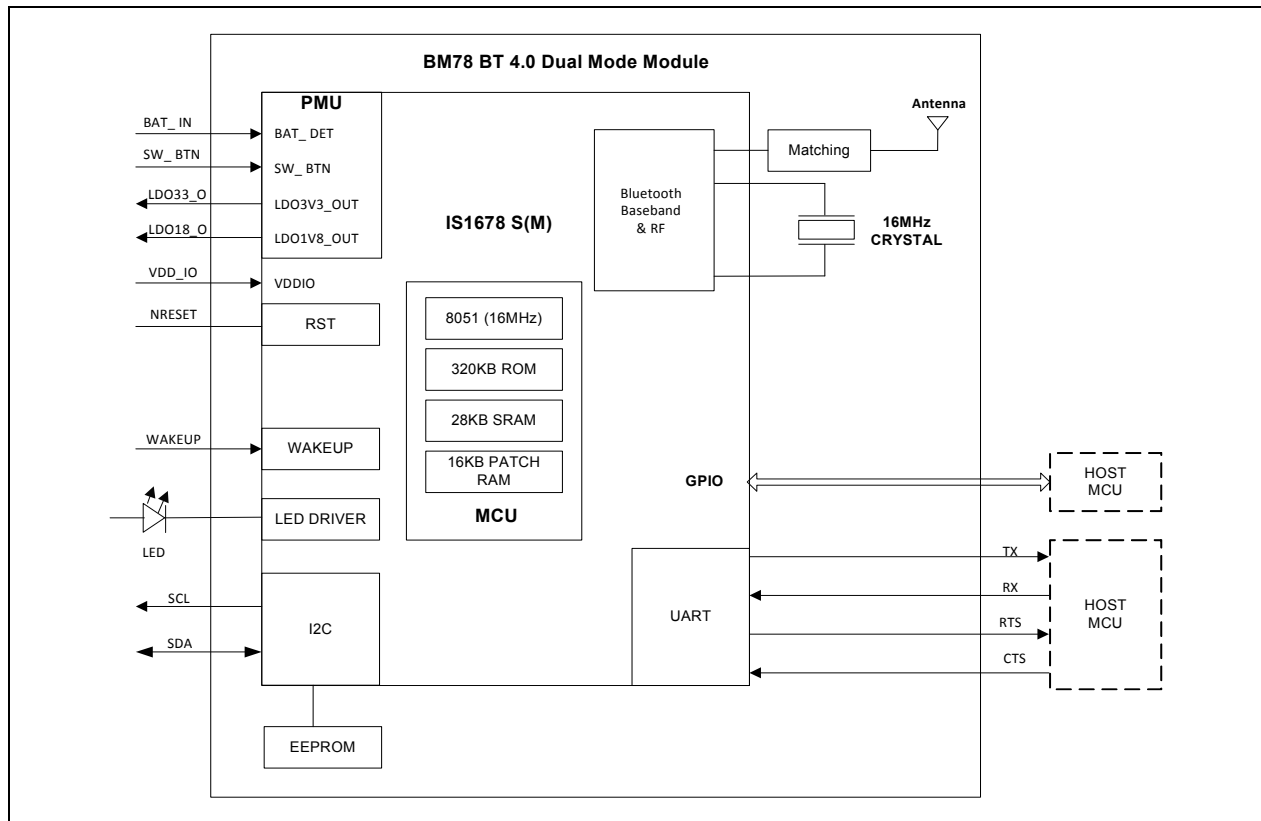 BM78 BT 4.0 Dual Mode Module
PMU
BAT_ IN
BAT_ DET
SW_ BTN
SW_ BTN
LDO33_O
LDO3V3_OUT
LDO18_O
LDO1V8_OUT
VDD_IO
VDDIO
NRESET
RST
WAKEUP
WAKEUP
LED DRIVER
LED
SCL
I2C
SDA
EEPROM
IS1678 S(M)
8051 (16MHz)
320KB ROM
28KB SRAM
16KB PATCH
RAM
MCU
Bluetooth
Baseband
& RF
Matching
Antenna
16MHz
CRYSTAL
GPIO
HOST
MCU
UART
TX
RX
RTS
CTS
HOST
MCU